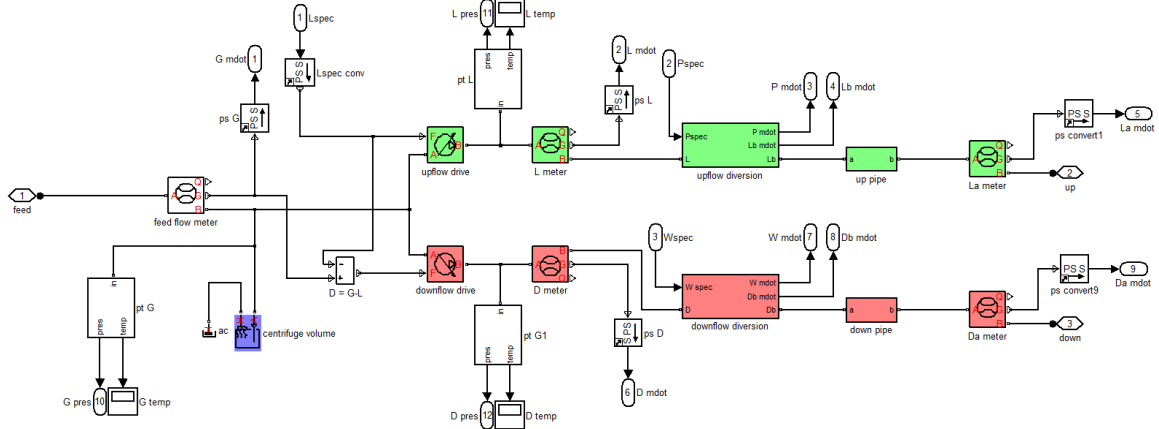 1
Lspec
L pres
11
L temp
G mdot
1
PS S
Lspec conv
pres
temp
pt L
in
2
L mdot
2
Pspec
P mdot
3
4
Lb mdot
ps G
PS S
PS S
ps L
PS S
ps convert1
5
La mdot
F
A
B
upflow drive
Q
A
G
B
L meter
Pspec
P mdot
Lb mdot
L
Lb
upflow diversion
a
b
up pipe
Q
A
G
B
La meter
2
up
1
feed
Q
A
G
B
feed flow meter
-
+
D = G-L
A
F
B
downflow drive
B
A
G
Q
D meter
3
Wspec
W mdot
7
8
Db mdot
W spec
W mdot
Db mdot
D
Db
downflow diversion
a
b
down pipe
PS S
ps convert9
9
Da mdot
Q
A
G
B
Da meter
3
down
in
pt G
pres
temp
ac
centrifuge volume
in
pt G1
pres
temp
PS S
ps D
6
D mdot
G pres
10
G temp
D pres
12
D temp